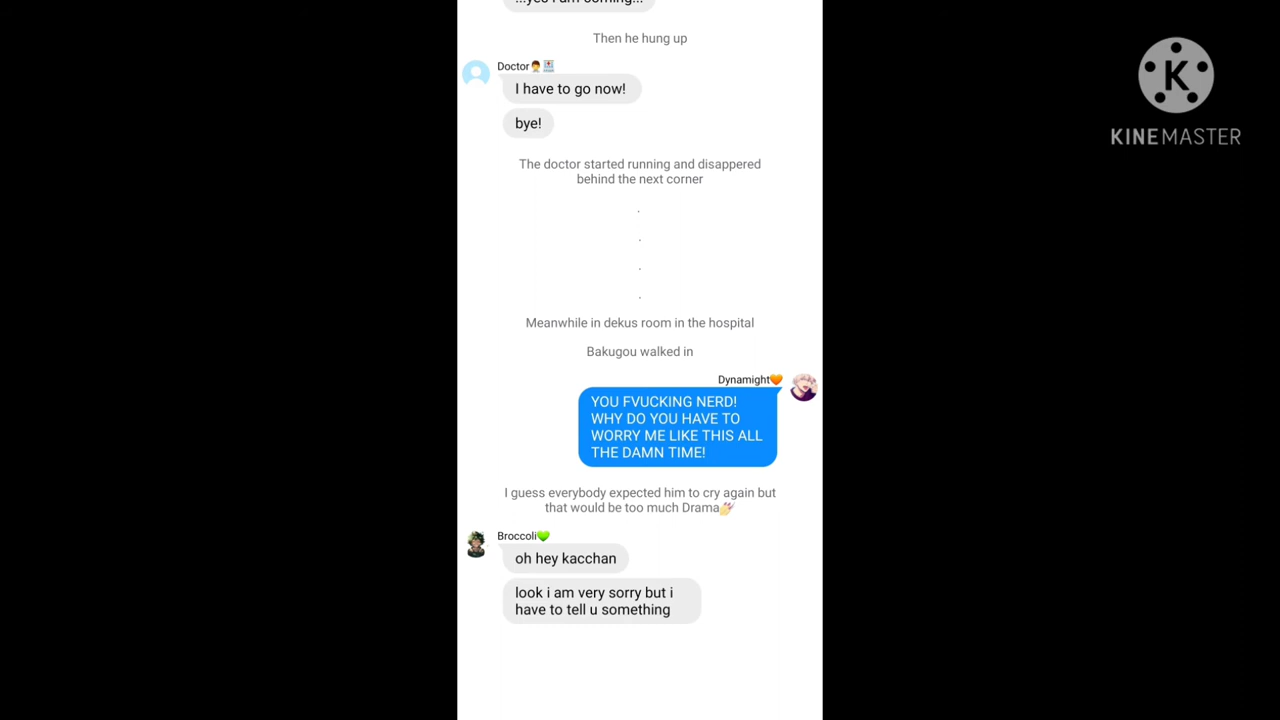 ...yes i am coming...
Then he hung up
Doctor👨‍⚕️🏥
I have to go now!
bye!
The doctor started running and disappered
behind the next corner
.
.
.
.
Meanwhile in dekus room in the hospital
Bakugou walked in
Dynamight🧡
YOU FVUCKING NERD!
WHY DO YOU HAVE TO
WORRY ME LIKE THIS ALL
THE DAMN TIME!
I guess everybody expected him to cry again but
that would be too much Drama💅
Broccoli💚
oh hey kacchan
look i am very sorry but i
have to tell u something
K
KINEMASTER